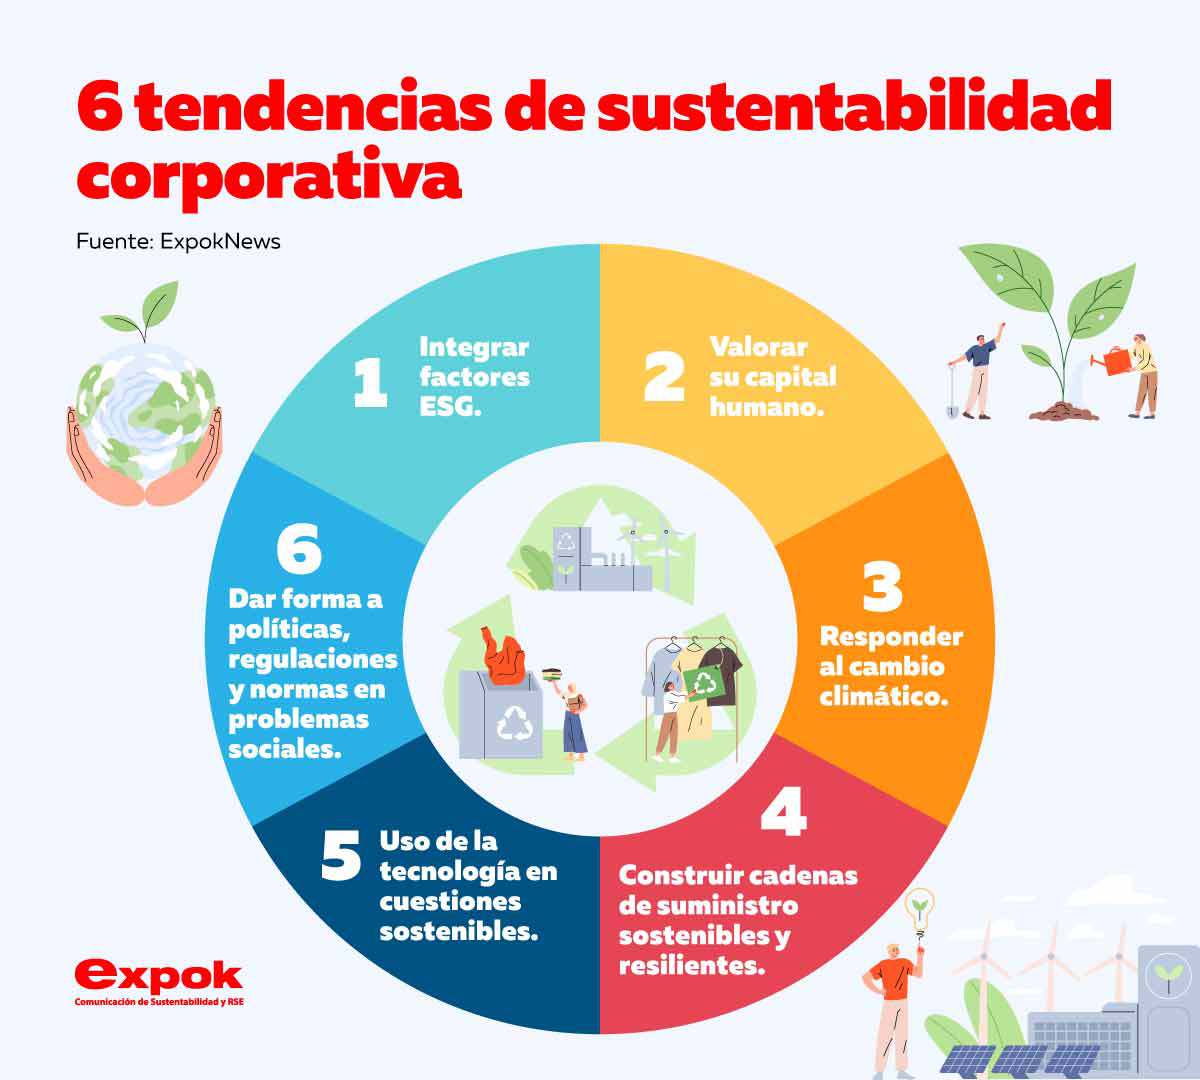 6 tendencias de sustentabilidad
corporativa
Fuente: ExpokNews
1
Integrar
factores
ESG.
2
Valorar
su capital
humano.
3
Responder
al cambio
climático.
4
Construir cadenas
de suministro
sostenibles y
resilientes.
5
Uso de la
tecnología en
cuestiones
sostenibles.
6
Dar forma a
políticas,
regulaciones
y normas en
problemas
sociales.
expok
Comunicación de Sustentabilidad y RSE